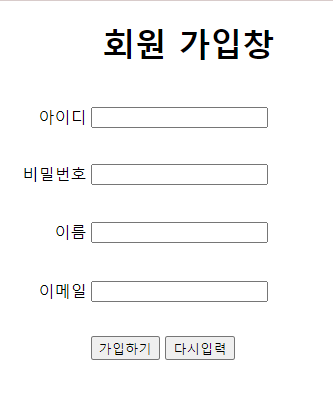 회원 가입창
아이디
비밀번호
이름
이메일
가입하기 다시입력